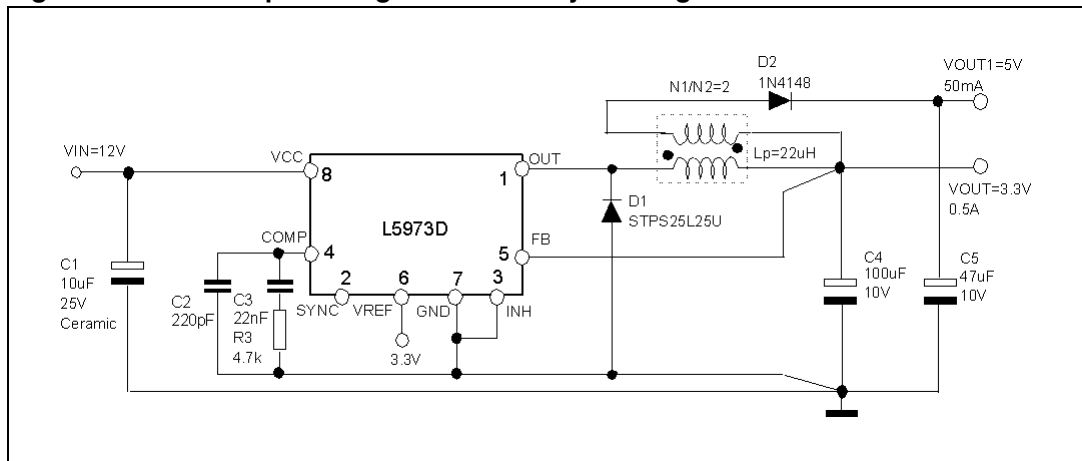 D2
1N4148
VOUT1=5V
50mA
N1/N2=2
VIN=12V
VCC
8
OUT
1
Lp=22uH
VOUT=3.3V
0.5A
L5973D
D1
STPS25L25U
COMP
4
FB
5
C1
10uF
25V
Ceramic
C2
220pF
C3
22nF
R3
4.7k
2
SYNC
6
VREF
7
GND
3
INH
3.3V
C4
100uF
10V
C5
47uF
10V